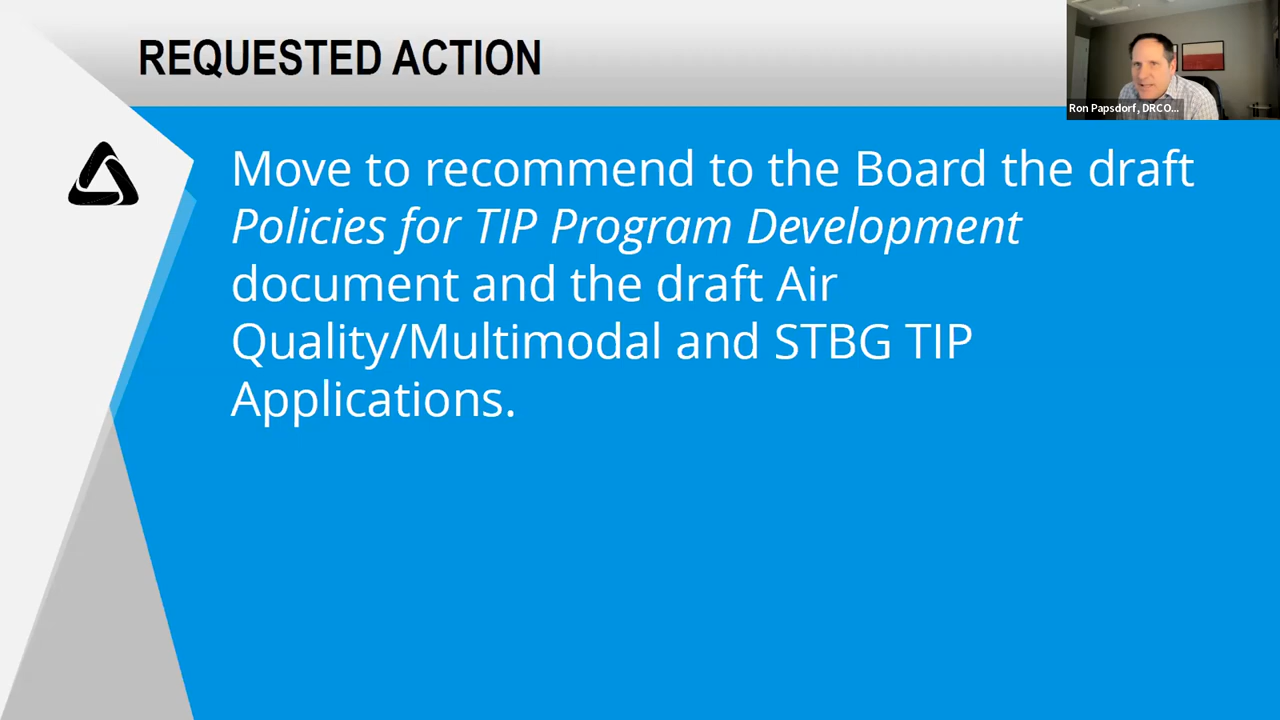 REQUESTED ACTION
Ron Papsdorf, DRCO...
Move to recommend to the Board the draft
Policies for TIP Program Development
document and the draft Air
Quality/Multimodal and STBG TIP
Applications.